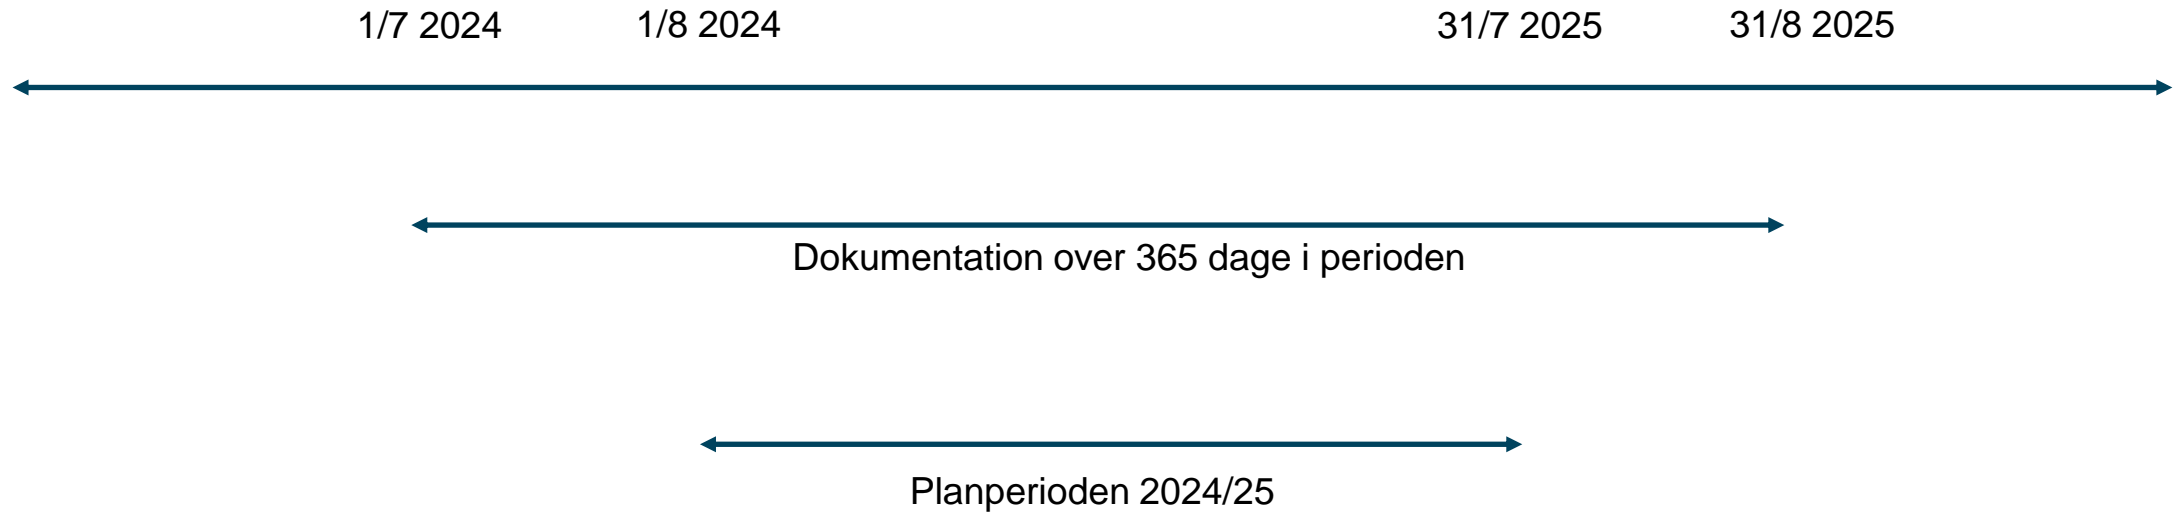 1/7 2024
1/8 2024
31/7 2025
31/8 2025
Dokumentation over 365 dage i perioden
Planperioden 2024/25